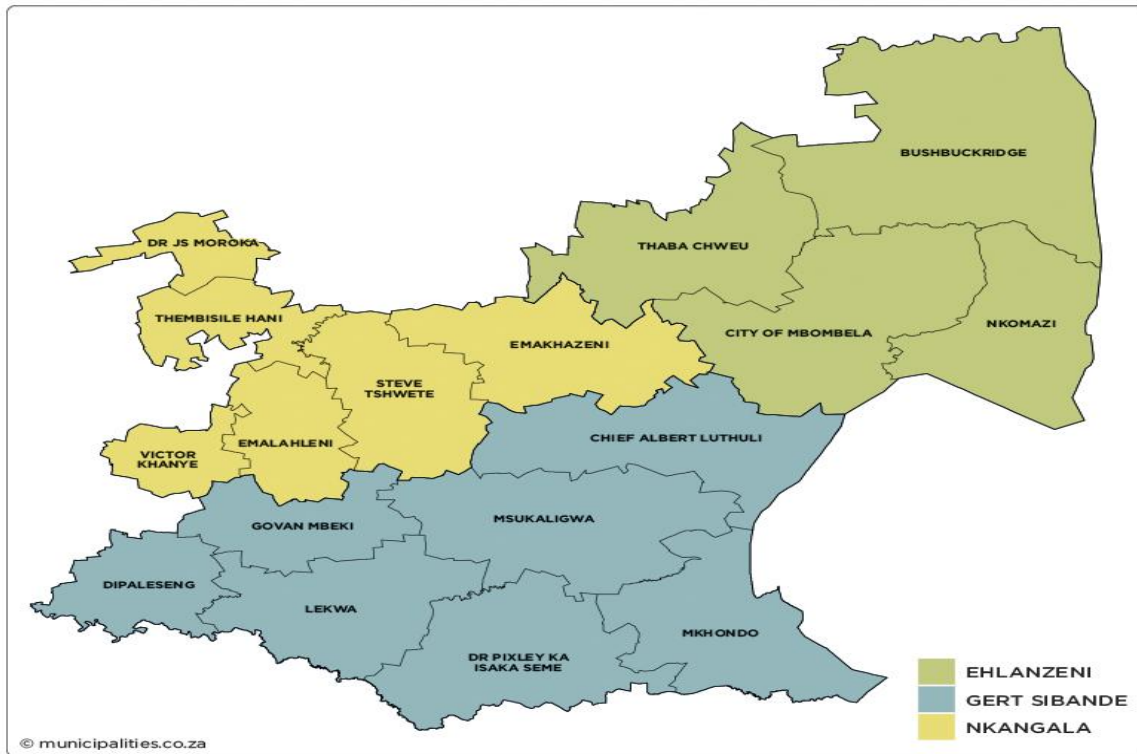 BUSHBUCKRIDGE
THABA CHWEU
DR JS MOROKA
THEMBISILE HANI
CITY OF MBOMBELA
NKOMAZI
EMAKHAZENI
STEVE
TSHWETE
CHIEF ALBERT LUTHULI
VICTOR
KHANYE
EMALAHLENI
GOVAN MBEKI
MSUKALIGWA
DIPALESENG
LEKWA
MKHONDO
DR PIXLEY KA
ISAKA SEME
EHLANZENI
GERT SIBANDE
NKANGALA
© municipalities.co.za